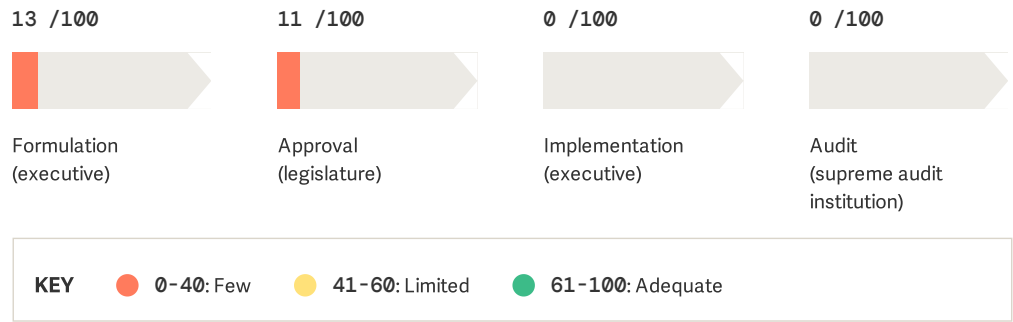 13 /100
11 /100
0 /100
0 /100
Formulation
(executive)
Approval
(legislature)
Implementation
(executive)
Audit
(supreme audit
institution)
KEY
0-40: Few
41-60: Limited
61-100: Adequate